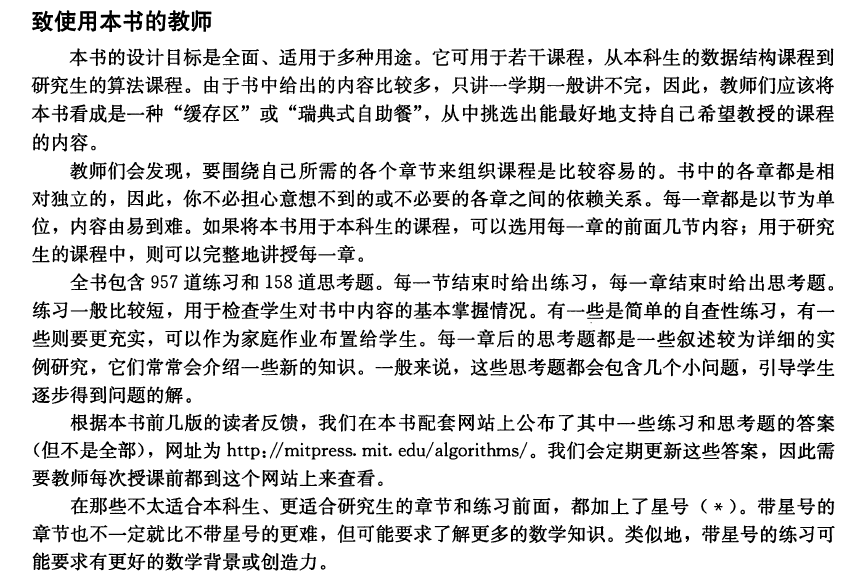 致使用本书的教师
本书的设计目标是全面、适用于多种用途。它可用于若干课程，从本科生的数据结构课程到
研究生的算法课程。由于书中给出的内容比较多，只讲一学期一般讲不完，因此，教师们应该将
本书看成是一种“缓存区”或“瑞典式自助餐”，从中挑选出能最好地支持自己希望教授的课程
的内容。
教师们会发现，要围绕自己所需的各个章节来组织课程是比较容易的。书中的各章都是相
对独立的，因此，你不必担心意想不到的或不必要的各章之间的依赖关系。每一章都是以节为单
位，内容由易到难。如果将本书用于本科生的课程，可以选用每一章的前面几节内容；用于研究
生的课程中，则可以完整地讲授每一章。
全书包含 957 道练习和 158 道思考题。每一节结束时给出练习，每一章结束时给出思考题。
练习一般比较短，用于检查学生对书中内容的基本掌握情况。有一些是简单的自查性练习，有一
些则要更充实，可以作为家庭作业布置给学生。每一章后的思考题都是一些叙述较为详细的实
例研究，它们常常会介绍一些新的知识。一般来说，这些思考题都会包含几个小问题，引导学生
逐步得到问题的解。
根据本书前几版的读者反馈，我们在本书配套网站上公布了其中一些练习和思考题的答案
（但不是全部），网址为 http://mitpress.mit.edu/algorithms/。我们会定期更新这些答案，因此需
要教师每次授课前都到这个网站上来查看。
在那些不太适合本科生、更适合研究生的章节和练习前面，都加上了星号（*）。带星号的
章节也不一定就比不带星号的更难，但可能要求了解更多的数学知识。类似地，带星号的练习可
能要求有更好的数学背景或创造力。